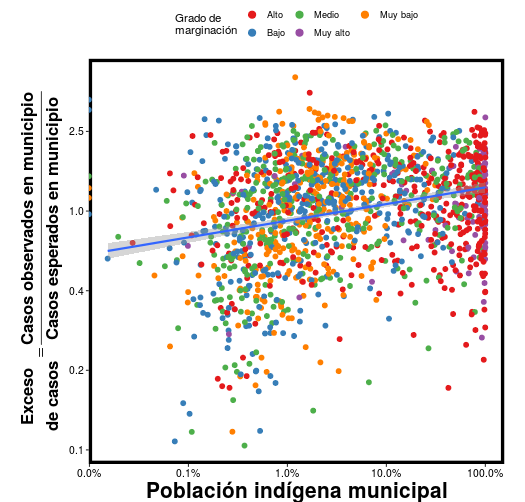 Grado de marginación
Alto
Medio
Muy bajo
Bajo
Muy alto
Exceso de casos = Casos observados en municipio
Casos esperados en municipio
2.5
1.0
0.4
0.2
0.1
0.0%
0.1%
1.0%
10.0%
100.0%
Población indígena municipal